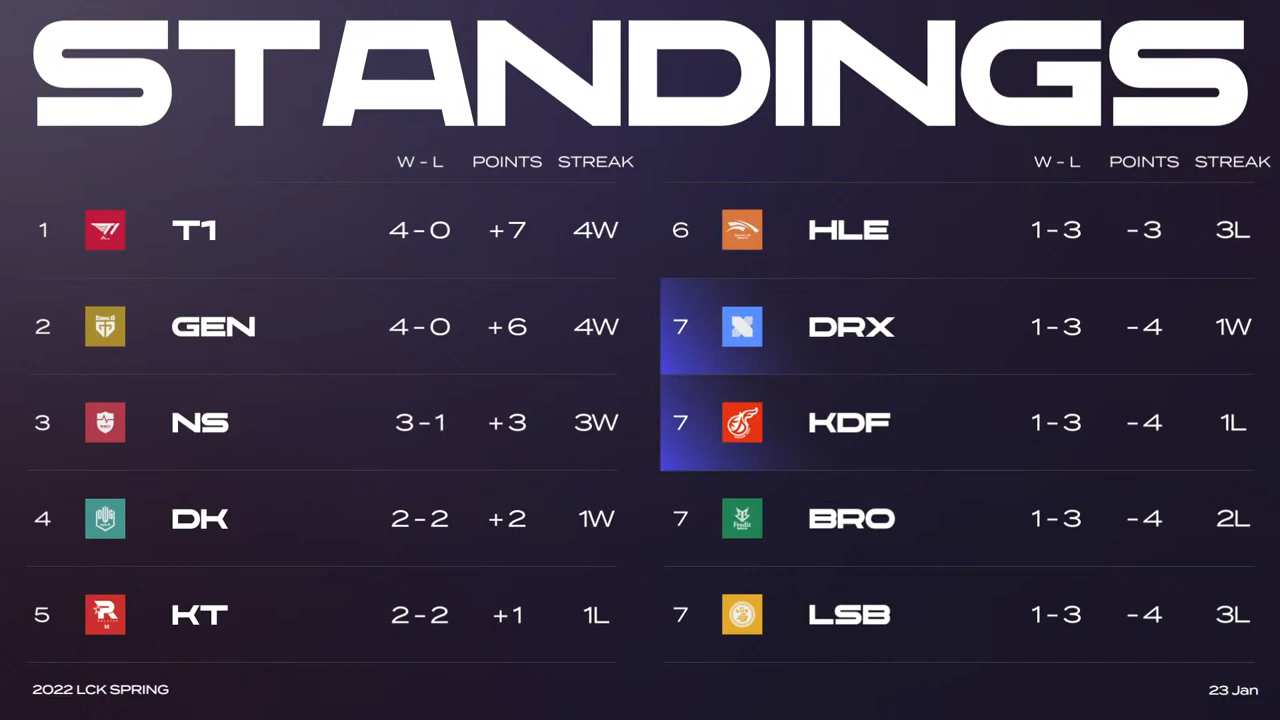 STANDINGS
W - L POINTS STREAK
1 T1 4-0 +7 4W
2 GEN 4-0 +6 4W
3 NS 3-1 +3 3W
4 DK 2-2 +2 1W
5 KT 2-2 +1 1L
W - L POINTS STREAK
6 HLE 1-3 -3 3L
7 DRX 1-3 -4 1W
7 KDF 1-3 -4 1L
7 Fredit BRO 1-3 -4 2L
7 LSB 1-3 -4 3L
2022 LCK SPRING
23 Jan